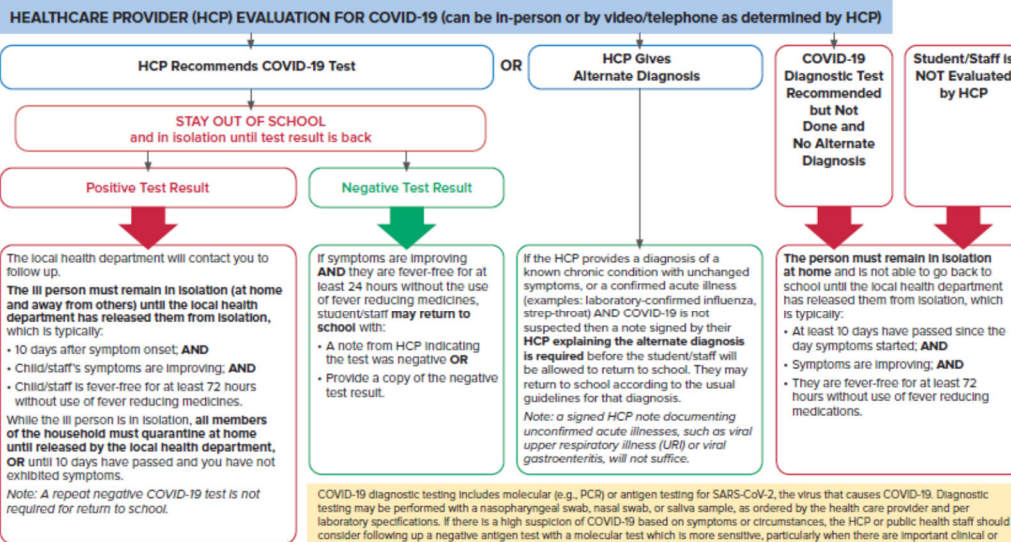 HEALTHCARE PROVIDER (HCP) EVALUATION FOR COVID-19 (can be in-person or by video/telephone as determined by HCP)
HCP Recommends COVID-19 Test
OR
HCP Gives
Alternate Diagnosis
COVID-19
Diagnostic Test
Recommended
but Not
Done and
No Alternate
Diagnosis
Student/Staff is
NOT Evaluated
by HCP
STAY OUT OF SCHOOL
and in isolation until test result is back
Positive Test Result
Negative Test Result
The local health department will contact you to
follow up.
The ill person must remain in isolation (at home
and away from others) until the local health
department has released them from isolation,
which is typically:
• 10 days after symptom onset; AND
• Child/staff's symptoms are improving; AND
• Child/staff is fever-free for at least 72 hours
without use of fever reducing medicines.
While the ill person is in isolation, all members
of the household must quarantine at home
until released by the local health department,
OR until 10 days have passed and you have not
exhibited symptoms.
Note: A repeat negative COVID-19 test is not
required for return to school.
If symptoms are improving
AND they are fever-free for at
least 24 hours without the use
of fever reducing medicines,
student/staff may return to
school with:
• A note from HCP indicating
the test was negative OR
• Provide a copy of the negative
test result.
If the HCP provides a diagnosis of a
known chronic condition with unchanged
symptoms, or a confirmed acute illness
(examples: laboratory-confirmed influenza,
strep-throat) AND COVID-19 is not
suspected then a note signed by their
HCP explaining the alternate diagnosis
is required before the student/staff will
be allowed to return to school. They may
return to school according to the usual
guidelines for that diagnosis.
Note: a signed HCP note documenting
unconfirmed acute illnesses, such as viral
upper respiratory illness (URI) or viral
gastroenteritis, will not suffice.
The person must remain in isolation
at home and is not able to go back to
school until the local health department
has released them from isolation, which
is typically:
• At least 10 days have passed since the
day symptoms started; AND
• Symptoms are improving; AND
• They are fever-free for at least 72
hours without use of fever reducing
medications.
COVID-19 diagnostic testing includes molecular (e.g., PCR) or antigen testing for SARS-CoV-2, the virus that causes COVID-19. Diagnostic
testing may be performed with a nasopharyngeal swab, nasal swab, or saliva sample, as ordered by the health care provider and per
laboratory specifications. If there is a high suspicion of COVID-19 based on symptoms or circumstances, the HCP or public health staff should
consider following up a negative antigen test with a molecular test which is more sensitive, particularly when there are important clinical or